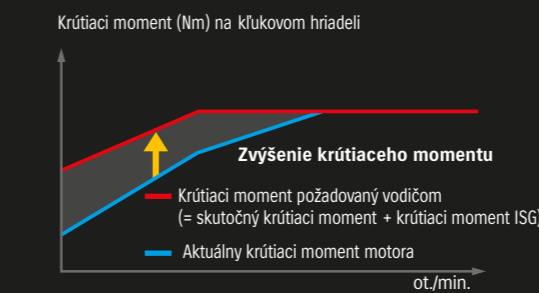 Krútiaci moment (Nm) na kľukovom hriadeli
Zvýšenie krútiaceho momentu
Krútiaci moment požadovaný vodičom
(= skutočný krútiaci moment + krútiaci moment ISG)
Aktuálny krútiaci moment motora
ot./min.